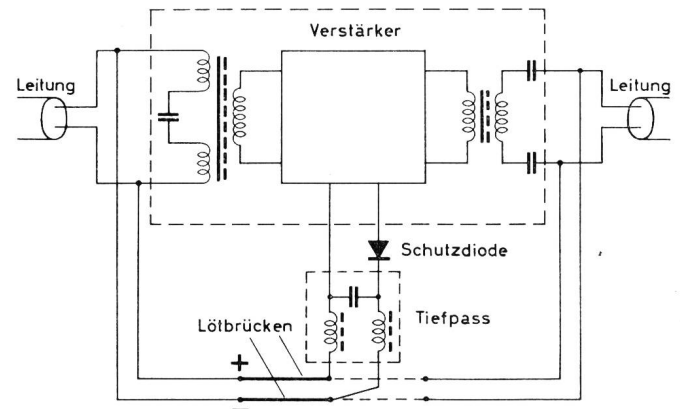 Verstärker
Leitung
Leitung
Schutzdiode
Tiefpass
Lötbrücken
+
−